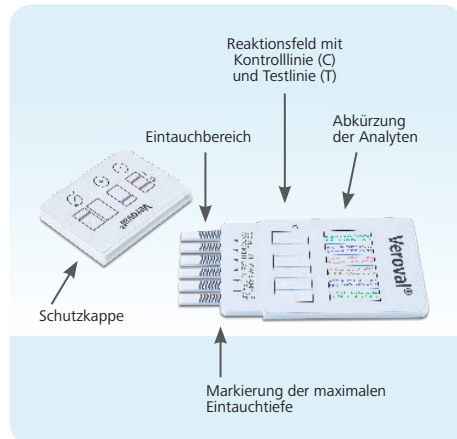 Reaktionsfeld mit
Kontrolllinie (C)
und Testlinie (T)
Abkürzung
der Analyten
Eintauchbereich
Veroval®
Veroval®
Schutzkappe
Markierung der maximalen
Eintauchtiefe